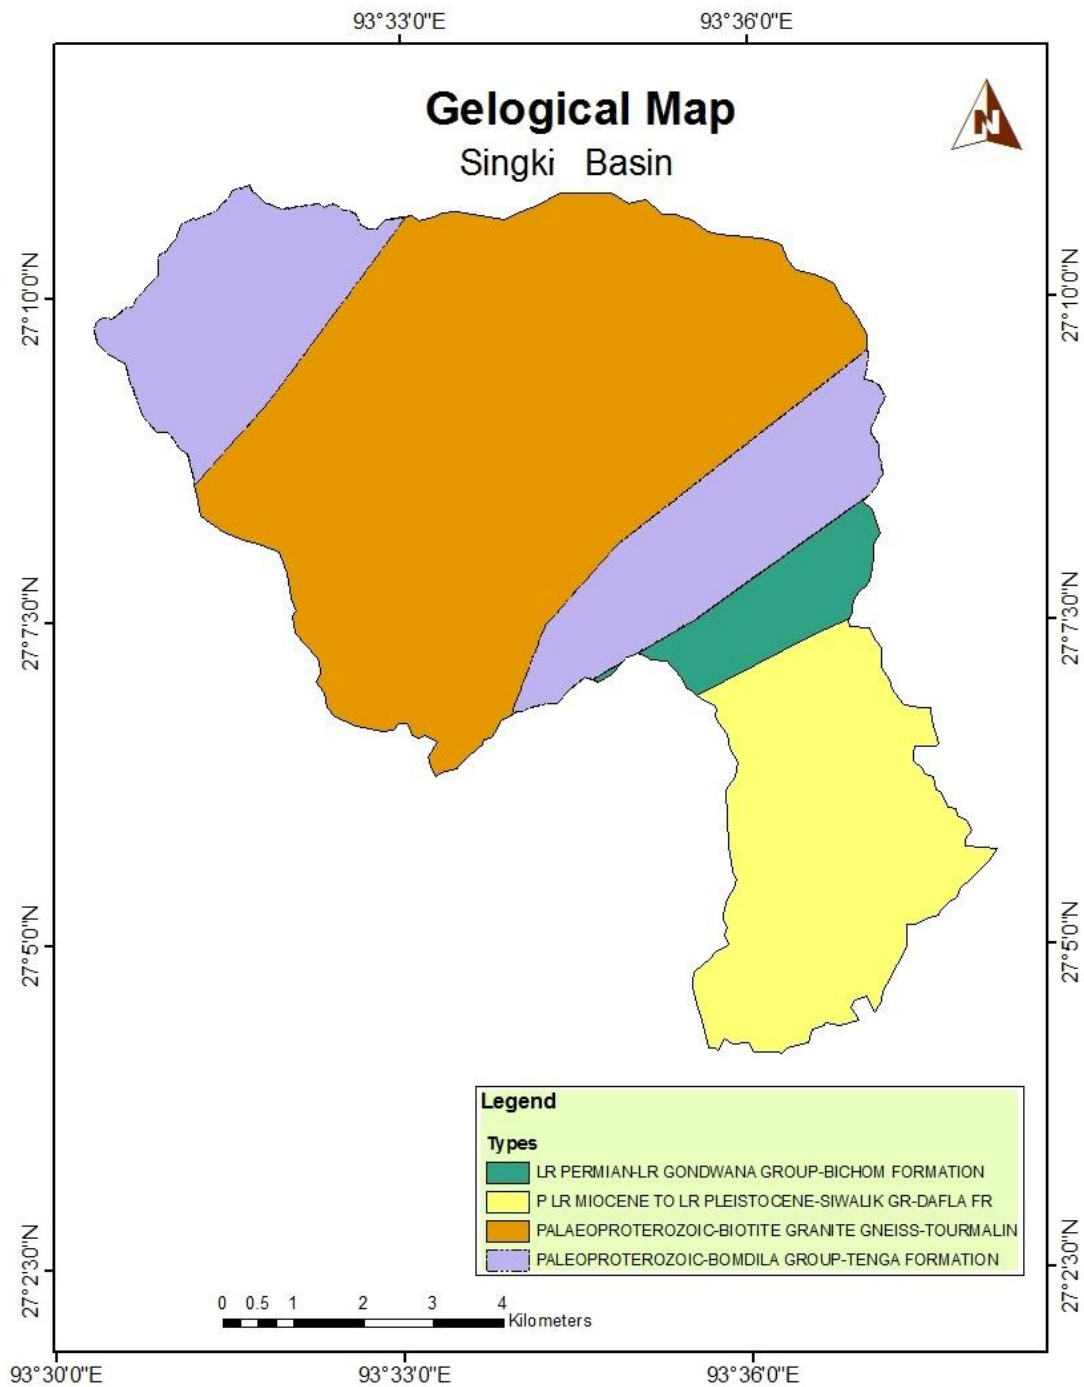 93°33'0"E 93°36'0"E
Gelogical Map
Singki Basin
N
27°10'0"N 27°10'0"N
27°7'30"N 27°7'30"N
27°5'0"N 27°5'0"N
Legend
Types
LR PERMIAN-LR GONDWANA GROUP-BICHOM FORMATION
P LR MIOCENE TO LR PLEISTOCENE-SIWALIK GR-DAFLA FR
PALAEOPROTEROZOIC-BIOTITE GRANITE GNEISS-TOURMALIN
PALEOPROTEROZOIC-BOMDILA GROUP-TENGA FORMATION
27°2'30"N 27°2'30"N
0 0.5 1 2 3 4
Kilometers
93°30'0"E 93°33'0"E 93°36'0"E